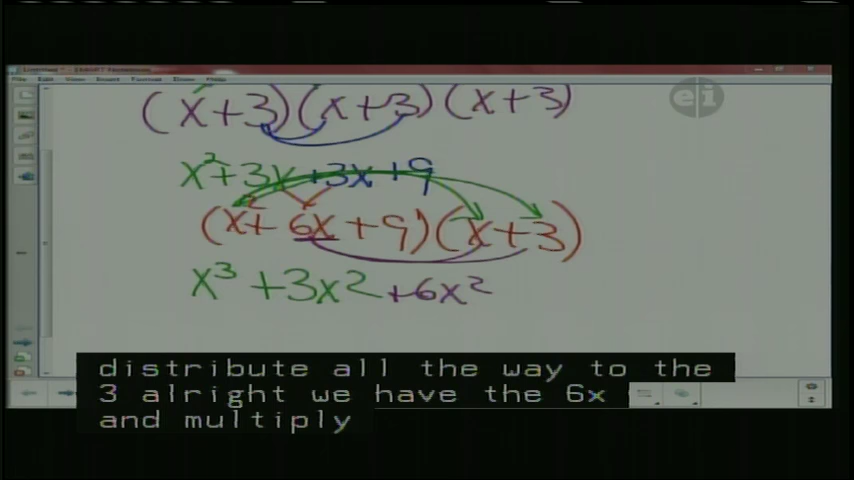 (x+3)(x+3)(x+3)
ei
x²+3x+3x+9
(x²+6x+9)(x+3)
x³+3x²+6x²
distribute all the way to the
3 alright we have the 6x
and multiply